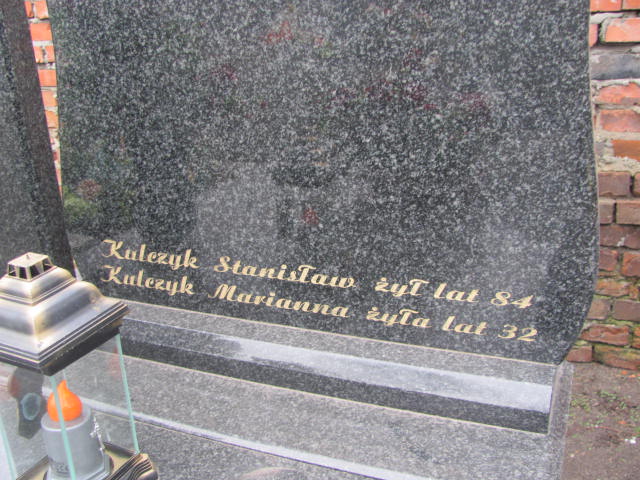 Kulczyk Stanisław żył lat 84
Kulczyk Marianna żyła lat 32